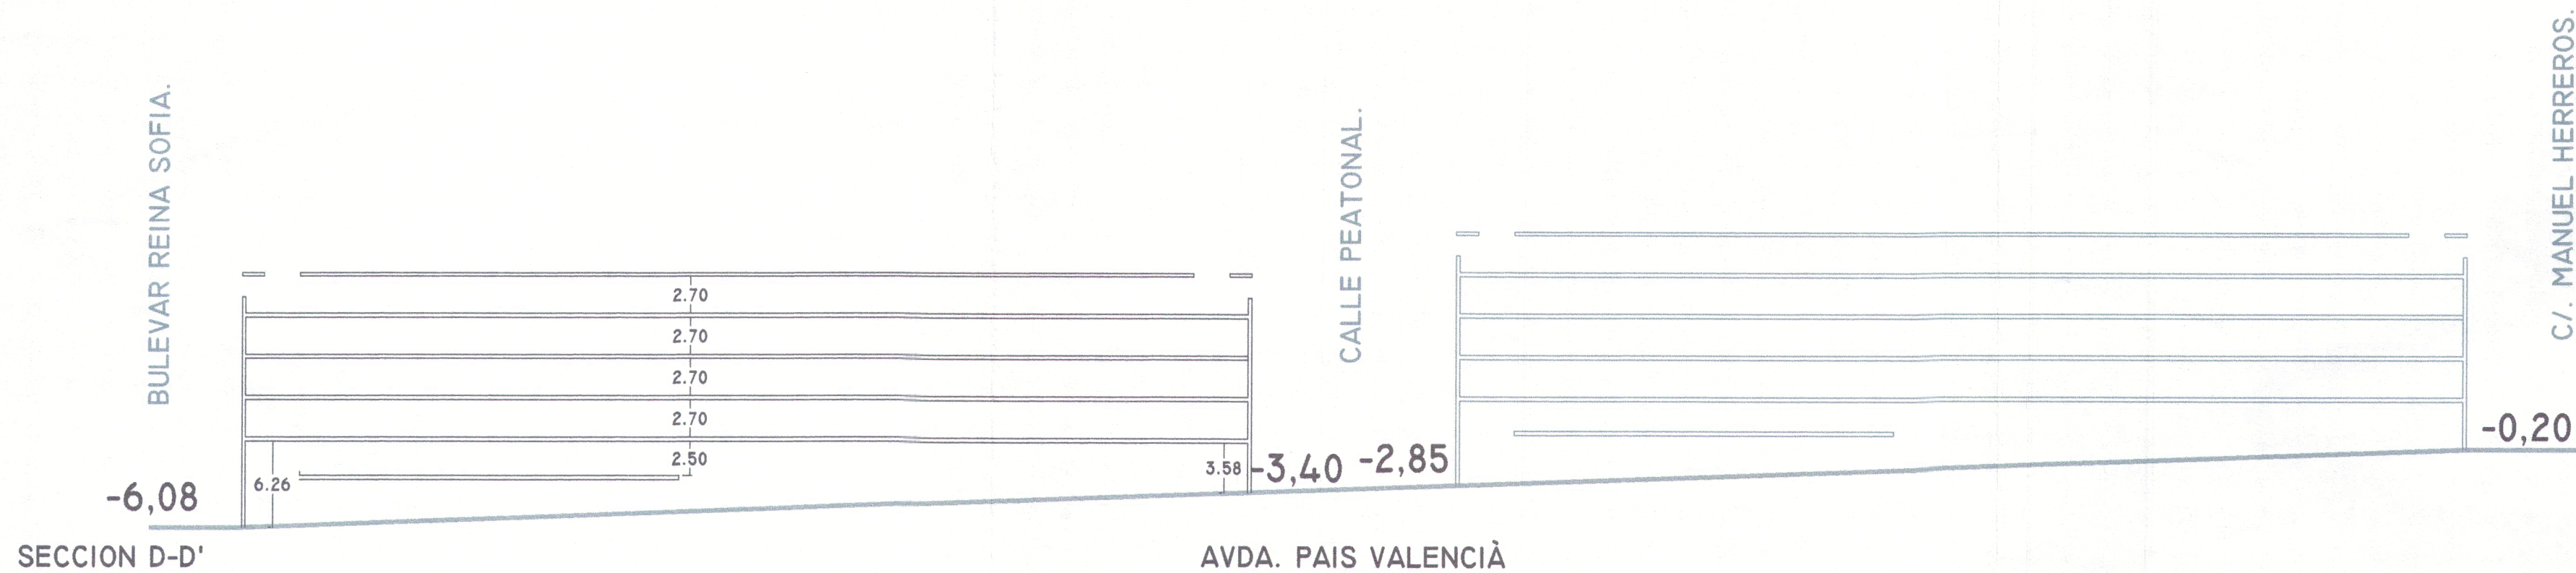 BULEVAR REINA SOFIA.
CALLE PEATONAL.
C/. MANUEL HERREROS.
2.70
2.70
2.70
2.70
2.50
6.26
3.58
-6,08
-3,40
-2,85
-0,20
SECCION D-D'
AVDA. PAIS VALENCIÀ